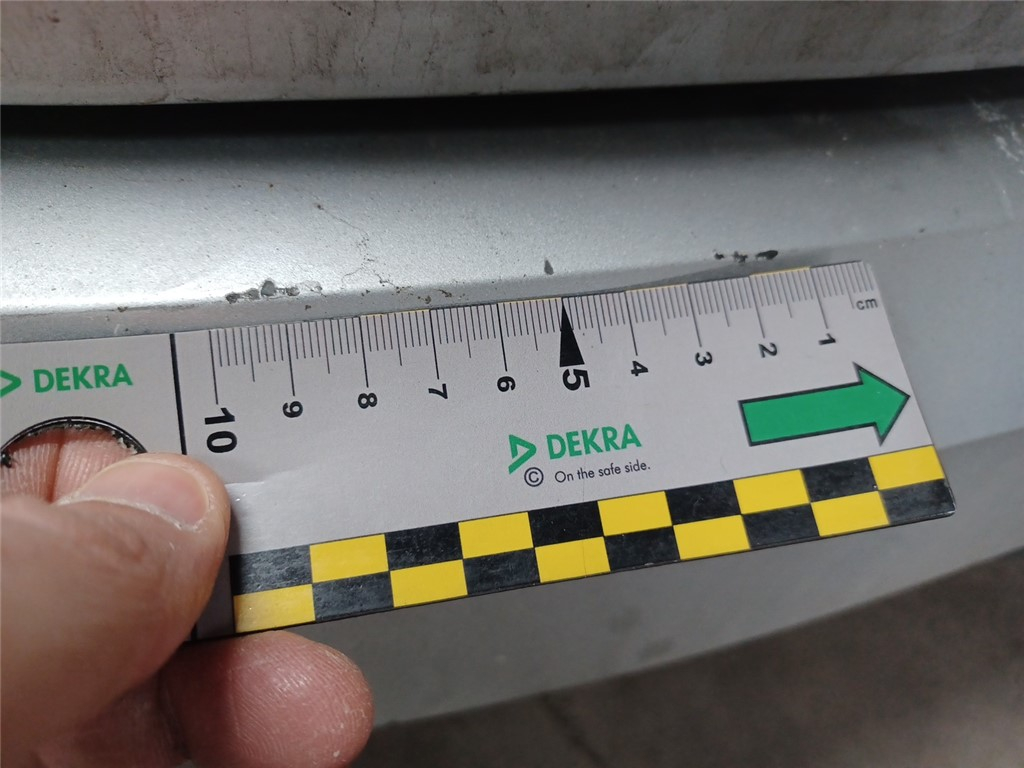 cm
10 9 8 7 6 5 4 3 2 1
DEKRA
DEKRA
© On the safe side.